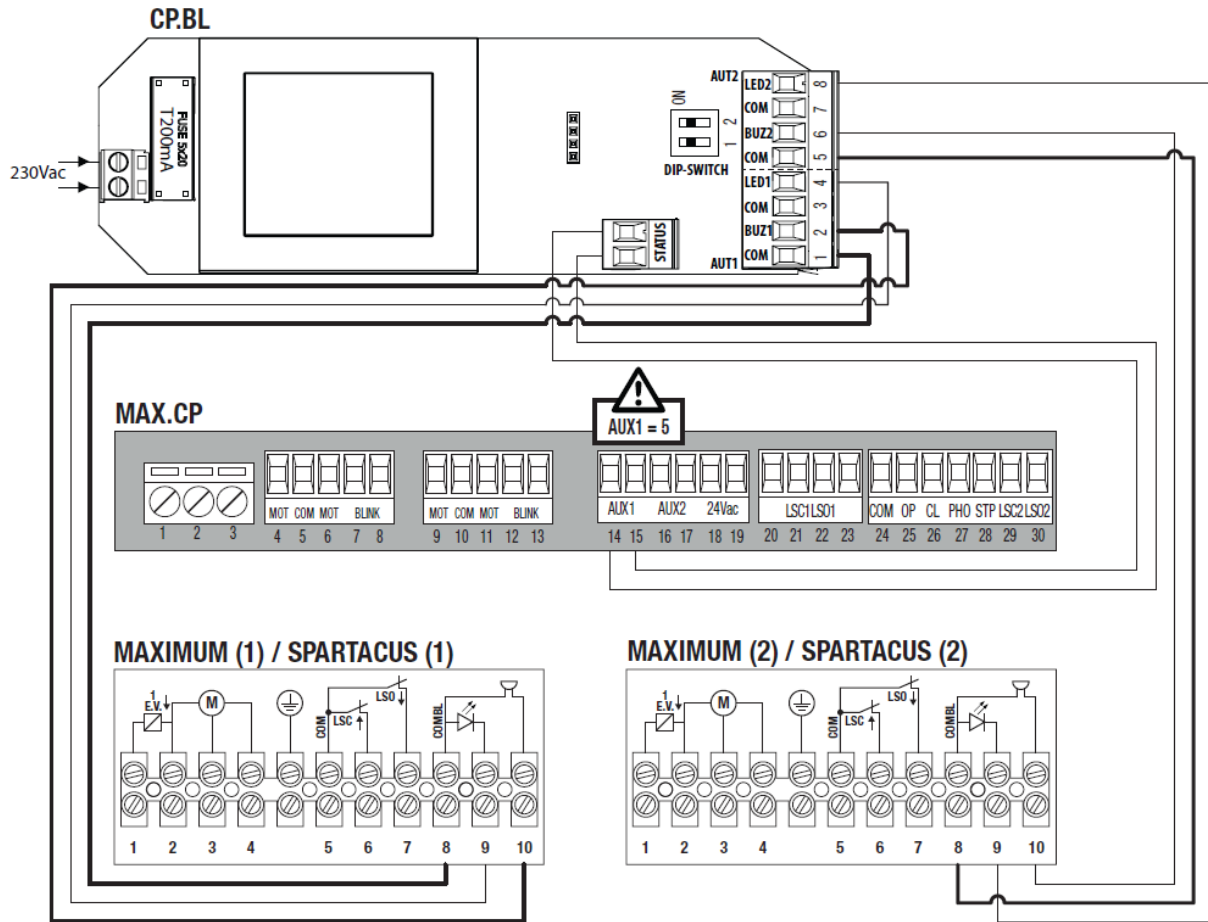 CP.BL
230Vac
FUSE 5x20
T200mA
ON
1 2
DIP-SWITCH
STATUS
AUT2
LED2 8
COM 7
BUZ2 6
COM 5
LED1 4
COM 3
BUZ1 2
COM 1
AUT1
MAX.CP
AUX1 = 5
MOT COM MOT BLINK MOT COM MOT BLINK AUX1 AUX2 24Vac LSC1 LSO1 COM OP CL PHO STP LSC2 LSO2
1 2 3 4 5 6 7 8 9 10 11 12 13 14 15 16 17 18 19 20 21 22 23 24 25 26 27 28 29 30
MAXIMUM (1) / SPARTACUS (1)
1
E.V.
M
COM
LSC
LSO
COMBL
1 2 3 4 5 6 7 8 9 10
MAXIMUM (2) / SPARTACUS (2)
1
E.V.
M
COM
LSC
LSO
COMBL
1 2 3 4 5 6 7 8 9 10